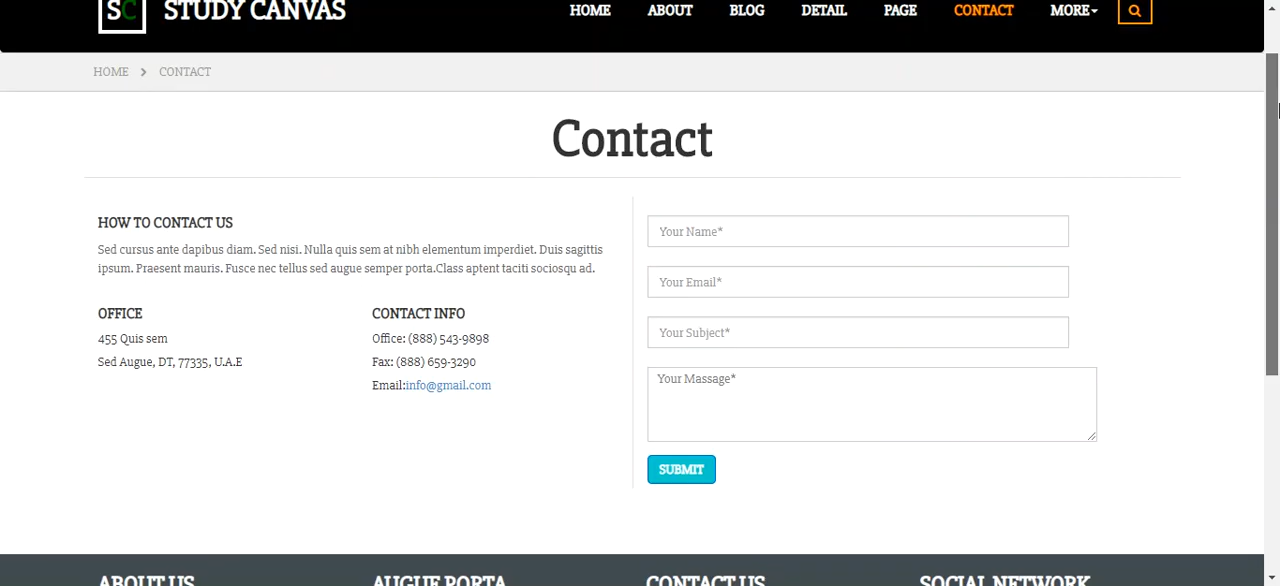 SC STUDY CANVAS HOME ABOUT BLOG DETAIL PAGE CONTACT MORE
HOME CONTACT
Contact
HOW TO CONTACT US
Sed cursus ante dapibus diam. Sed nisi. Nulla quis sem at nibh elementum imperdiet. Duis sagittis
ipsum. Praesent mauris. Fusce nec tellus sed augue semper porta.Class aptent taciti sociosqu ad.
OFFICE
455 Quis sem
Sed Augue, DT, 77335, U.A.E
CONTACT INFO
Office: (888) 543-9898
Fax: (888) 659-3290
Email:info@gmail.com
Your Name*
Your Email*
Your Subject*
Your Massage*
SUBMIT
ABOUT US AUGUE PORTA CONTACT US SOCIAL NETWORK